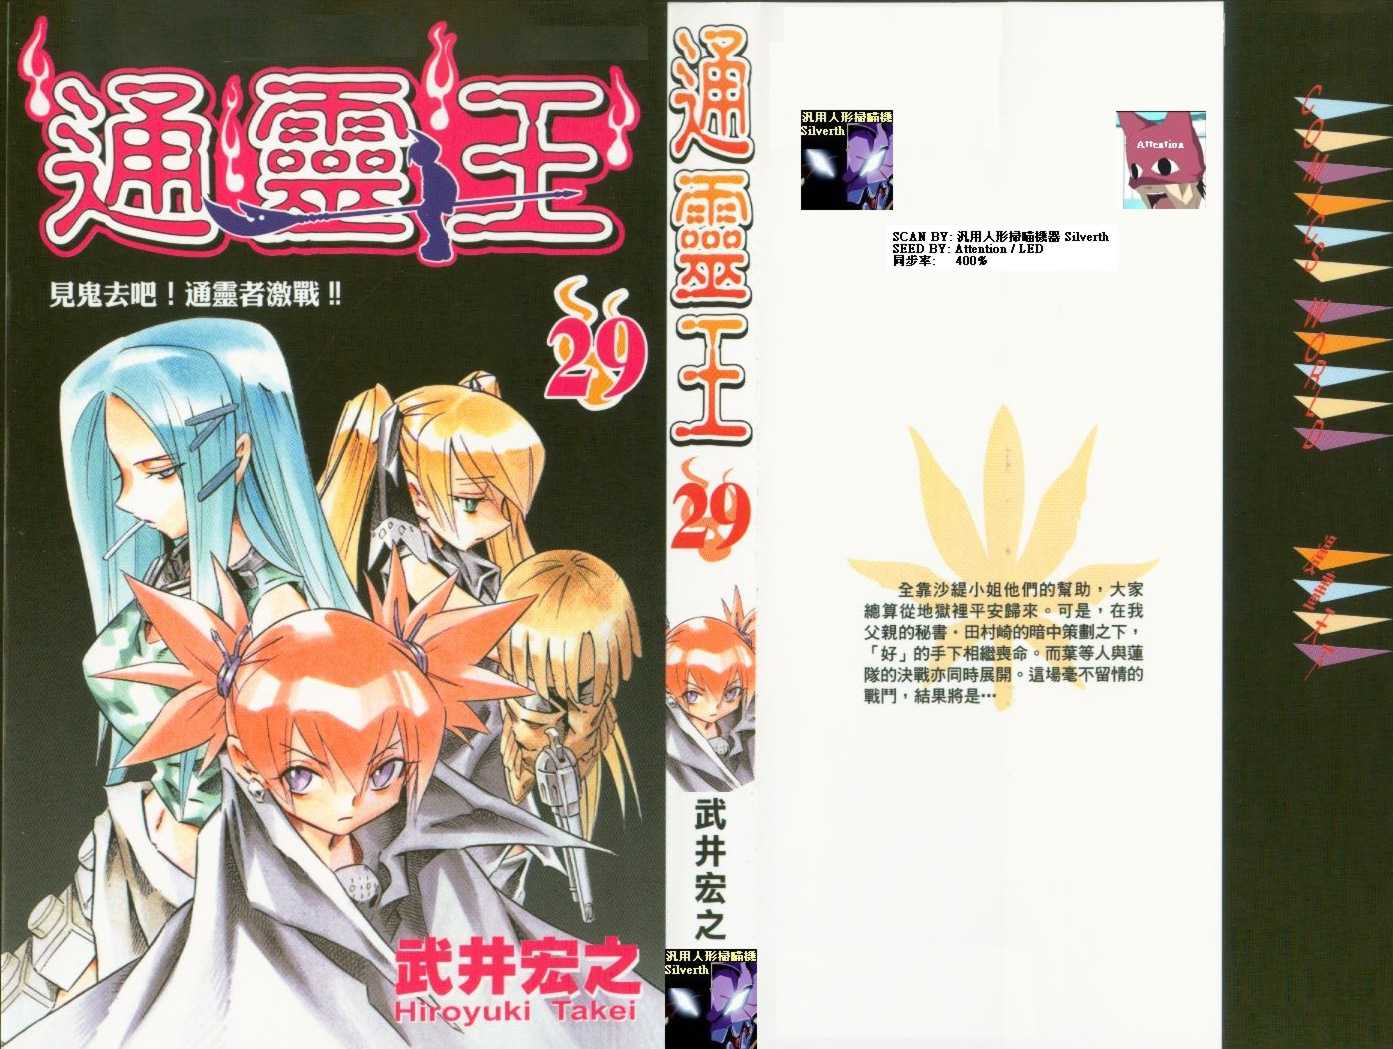 通靈王
見鬼去吧！通靈者激戰!!
29
武井宏之
Hiroyuki Takei
通靈王
29
武井宏之
汎用人形掃瞄機
Silverth
汎用人形掃瞄機
Silverth
Attention
SCAN BY: 汎用人形掃瞄機器 Silverth
SEED BY: Attention / LED
同步率: 400%
全靠沙緹小姐他們的幫助，大家
總算從地獄裡平安歸來。可是，在我
父親的秘書・田村崎的暗中策劃之下，
「好」的手下相繼喪命。而葉等人與蓮
隊的決戰亦同時展開。這場毫不留情的
戰鬥，結果將是…
COMICS WORLD